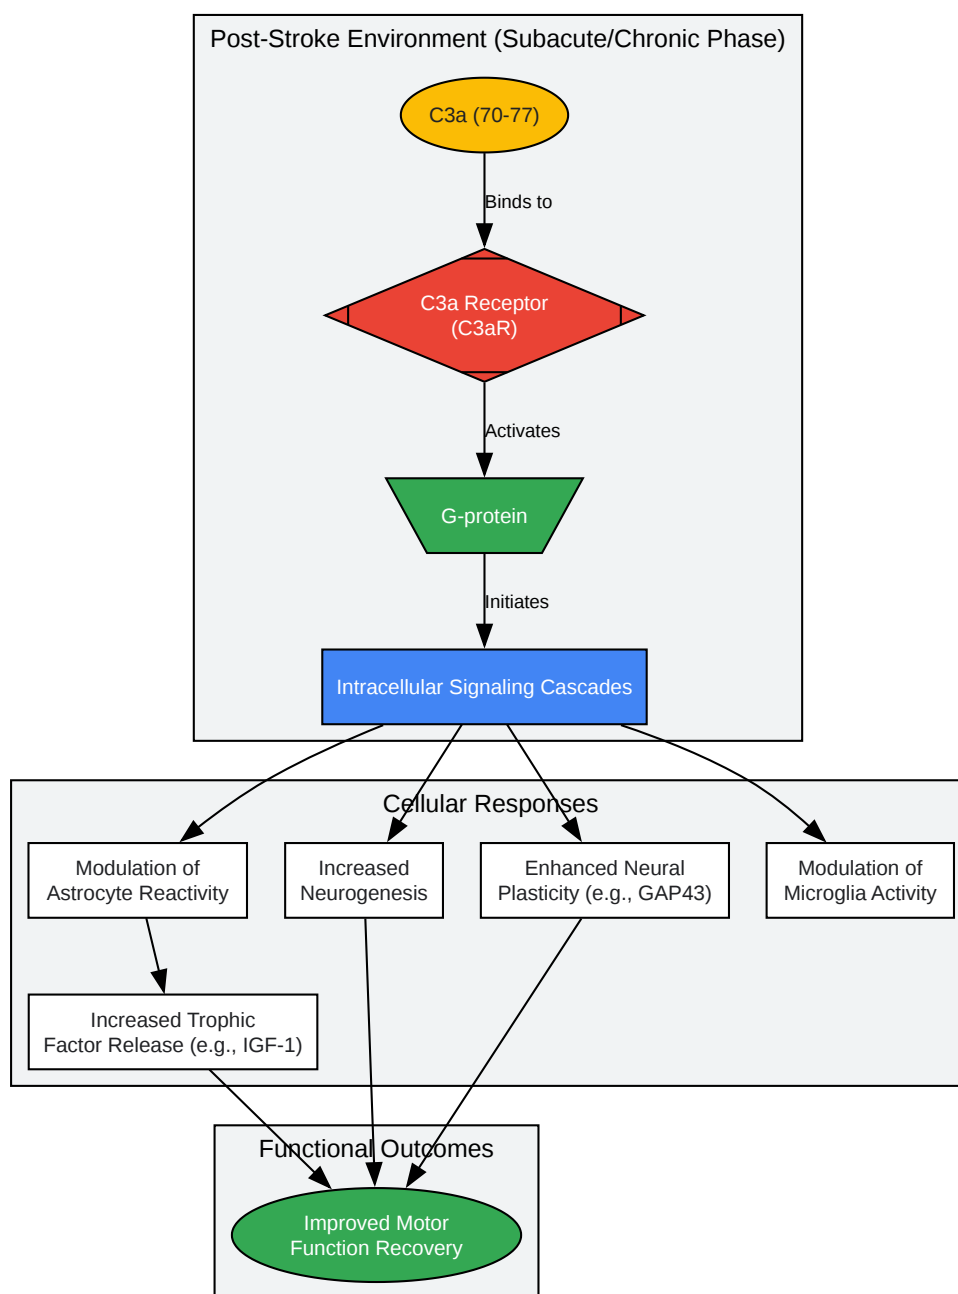 Post-Stroke Environment (Subacute/Chronic Phase)
C3a (70-77)
Binds to
C3a Receptor
(C3aR)
Activates
G-protein
Initiates
Intracellular Signaling Cascades
Cellular Responses
Modulation of
Astrocyte Reactivity
Increased
Neurogenesis
Enhanced Neural
Plasticity (e.g., GAP43)
Modulation of
Microglia Activity
Increased Trophic
Factor Release (e.g., IGF-1)
Functional Outcomes
Improved Motor
Function Recovery